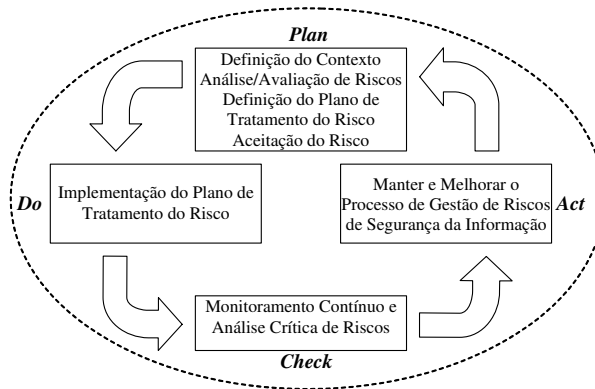 Plan
Definição do Contexto
Análise/Avaliação de Riscos
Definição do Plano de
Tratamento do Risco
Aceitação do Risco
Do
Implementação do Plano de
Tratamento do Risco
Manter e Melhorar o
Processo de Gestão de Riscos
de Segurança da Informação
Act
Monitoramento Contínuo e
Análise Crítica de Riscos
Check